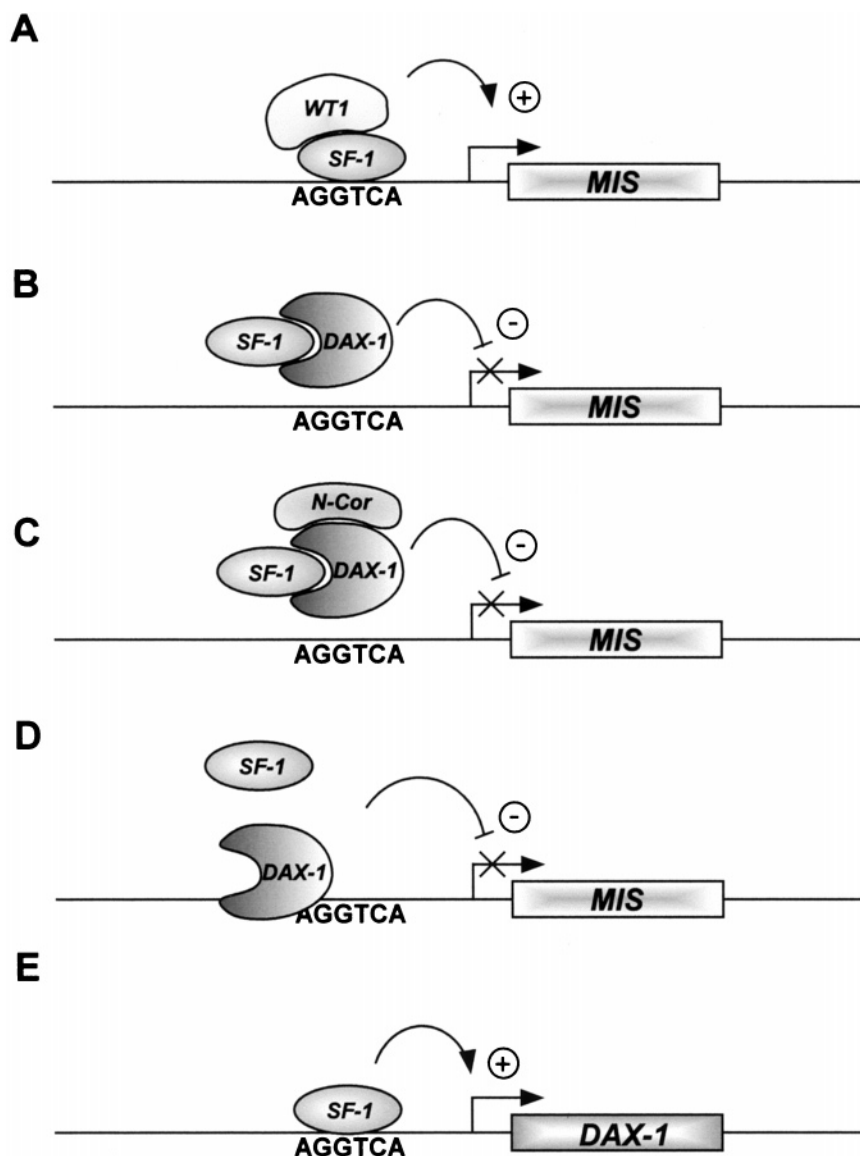 A
WT1
+
SF-1
MIS
AGGTCA
B
-
SF-1 DAX-1
MIS
AGGTCA
C
N-Cor
-
SF-1 DAX-1
MIS
AGGTCA
D
SF-1
-
DAX-1
MIS
AGGTCA
E
+
SF-1
DAX-1
AGGTCA